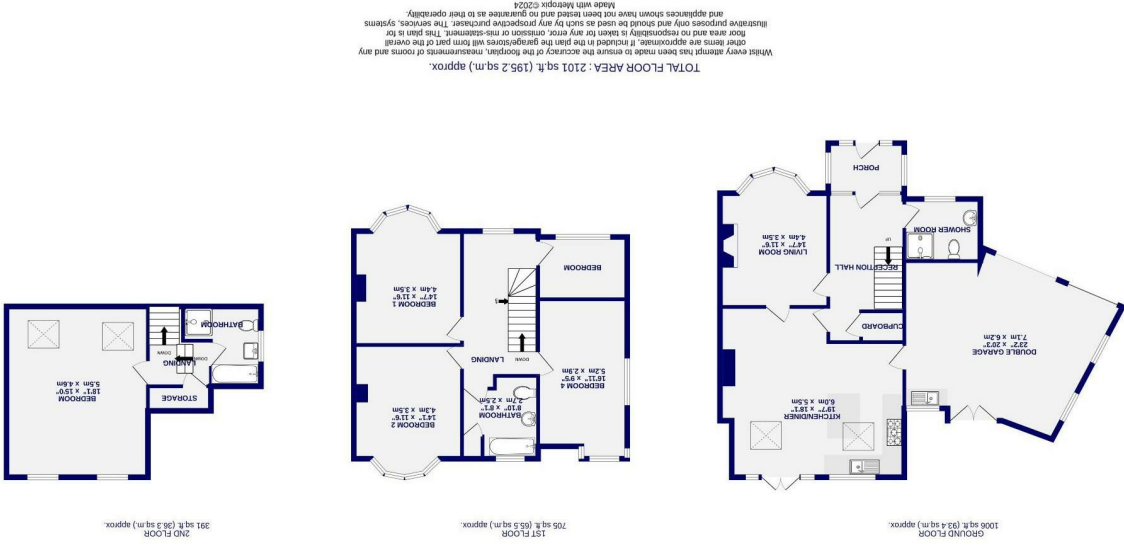 GROUND FLOOR
1006 sq.ft. (93.4 sq.m.) approx.
1ST FLOOR
705 sq.ft. (65.5 sq.m.) approx.
2ND FLOOR
391 sq.ft. (36.3 sq.m.) approx.
KITCHEN/DINER
19'7" x 18'1"
6.0m x 5.5m
DOUBLE GARAGE
23'2" x 20'3"
7.1m x 6.2m
CUPBOARD
RECEPTION HALL
UP
LIVING ROOM
14'7" x 11'6"
4.4m x 3.5m
SHOWER ROOM
PORCH
BATHROOM
8'10" x 8'1"
2.7m x 2.5m
BEDROOM 2
14'1" x 11'6"
4.3m x 3.5m
BEDROOM 4
16'11" x 9'5"
5.2m x 2.9m
LANDING
DOWN
BEDROOM 1
14'7" x 11'6"
4.4m x 3.5m
BEDROOM
STORAGE
BEDROOM
18'1" x 15'0"
5.5m x 4.6m
LANDING
DOWN
DOWN
BATHROOM
TOTAL FLOOR AREA : 2101 sq.ft. (195.2 sq.m.) approx.
Whilst every attempt has been made to ensure the accuracy of the floorplan, measurements of rooms and any
other items are approximate, if included in the plan the garage/stores will form part of the overall
floor area and no responsibility is taken for any error, omission or mis-statement. This plan is for
illustrative purposes only and should be used as such by any prospective purchaser. The services, systems
and appliances shown have not been tested and no guarantee as to their operability.
Made with Metropix ©2024